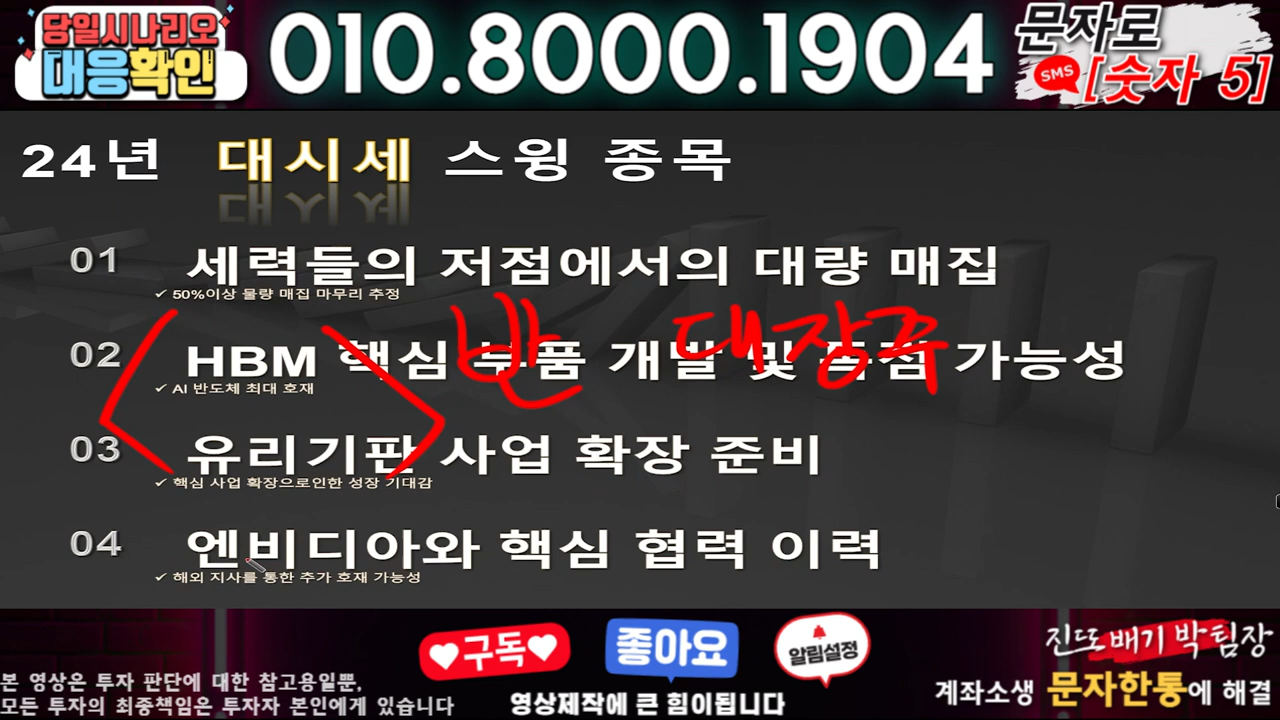 당일시나리오
대응확인
010.8000.1904
문자로
SMS
[숫자 5]
24년 대시세 스윙 종목
01 세력들의 저점에서의 대량 매집
✓ 50%이상 물량 매집 마무리 추정
반 대장주
02 HBM 핵심 부품 개발 및 독점 가능성
✓ AI 반도체 최대 호재
03 유리기판 사업 확장 준비
✓ 핵심 사업 확장으로인한 성장 기대감
04 엔비디아와 핵심 협력 이력
✓ 해외 지사를 통한 추가 호재 가능성
구독
좋아요
알림설정
영상제작에 큰 힘이됩니다
본 영상은 투자 판단에 대한 참고용일뿐,
모든 투자의 최종책임은 투자자 본인에게 있습니다
진또배기 박팀장
계좌소생 문자한통에 해결